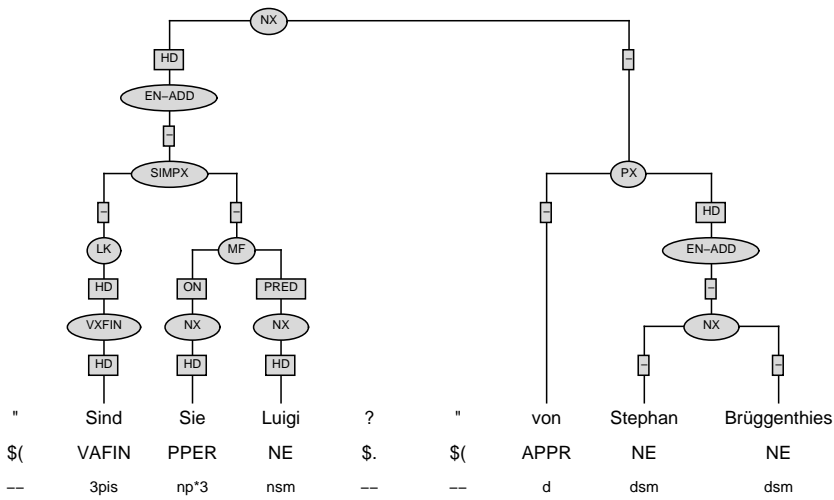 NX
HD –
EN–ADD
–
SIMPX PX
– – – HD
LK MF EN–ADD
HD ON PRED –
VXFIN NX NX NX
HD HD HD – –
" Sind Sie Luigi ? " von Stephan Brüggenthies
$( VAFIN PPER NE $. $( APPR NE NE
–– 3pis np*3 nsm –– –– d dsm dsm